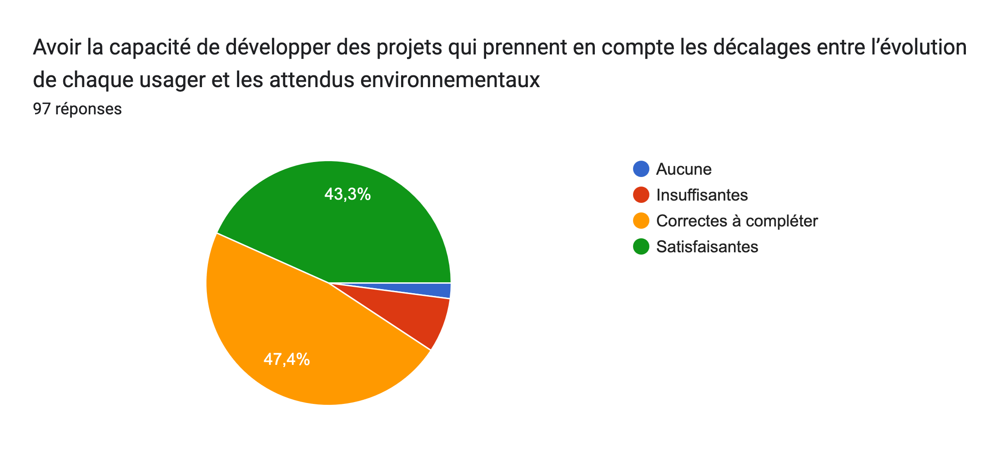 Avoir la capacité de développer des projets qui prennent en compte les décalages entre l’évolution
de chaque usager et les attendus environnementaux
97 réponses
43,3%
47,4%
Aucune
Insuffisantes
Correctes à compléter
Satisfaisantes